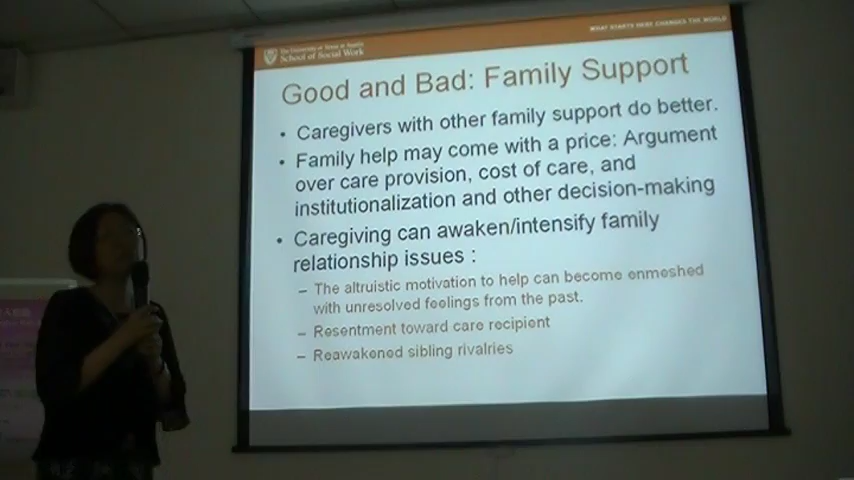 The University of Texas at Austin
School of Social Work
WHAT STARTS HERE CHANGES THE WORLD
Good and Bad: Family Support
• Caregivers with other family support do better.
• Family help may come with a price: Argument
over care provision, cost of care, and
institutionalization and other decision-making
• Caregiving can awaken/intensify family
relationship issues :
– The altruistic motivation to help can become enmeshed
with unresolved feelings from the past.
– Resentment toward care recipient
– Reawakened sibling rivalries